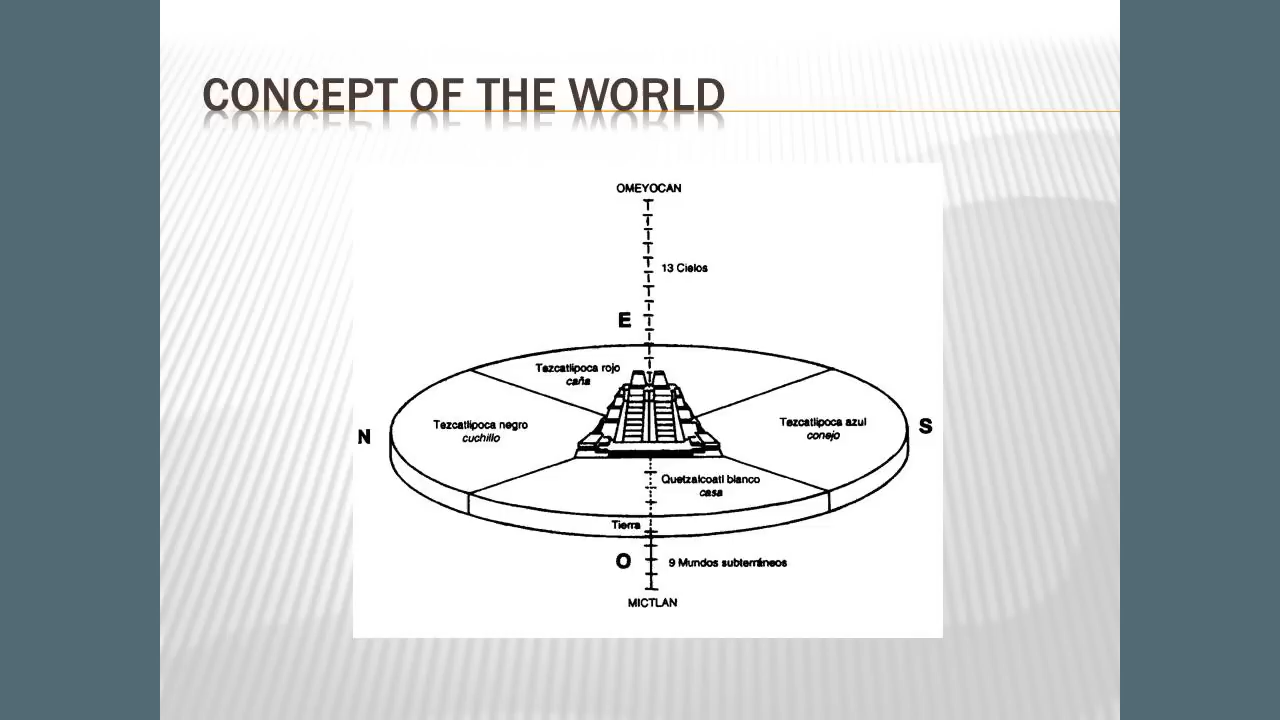 CONCEPT OF THE WORLD
OMEYOCAN
13 Cielos
E
Tezcatlipoca rojo
caña
N
Tezcatlipoca negro
cuchillo
Tezcatlipoca azul
conejo
S
Quetzalcoatl blanco
casa
Tierra
O
9 Mundos subterráneos
MICTLAN